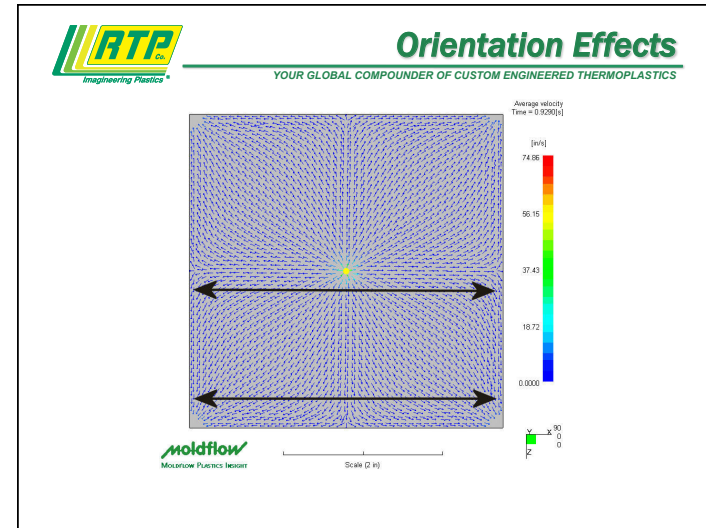 RTP
Co.
Imagineering Plastics ®
Orientation Effects
YOUR GLOBAL COMPOUNDER OF CUSTOM ENGINEERED THERMOPLASTICS
Average velocity
Time = 0.9290[s]
[in/s]
74.86
56.15
37.43
18.72
0.0000
moldflow
MOLDFLOW PLASTICS INSIGHT
Scale (2 in)
Y X 90
0
Z 0